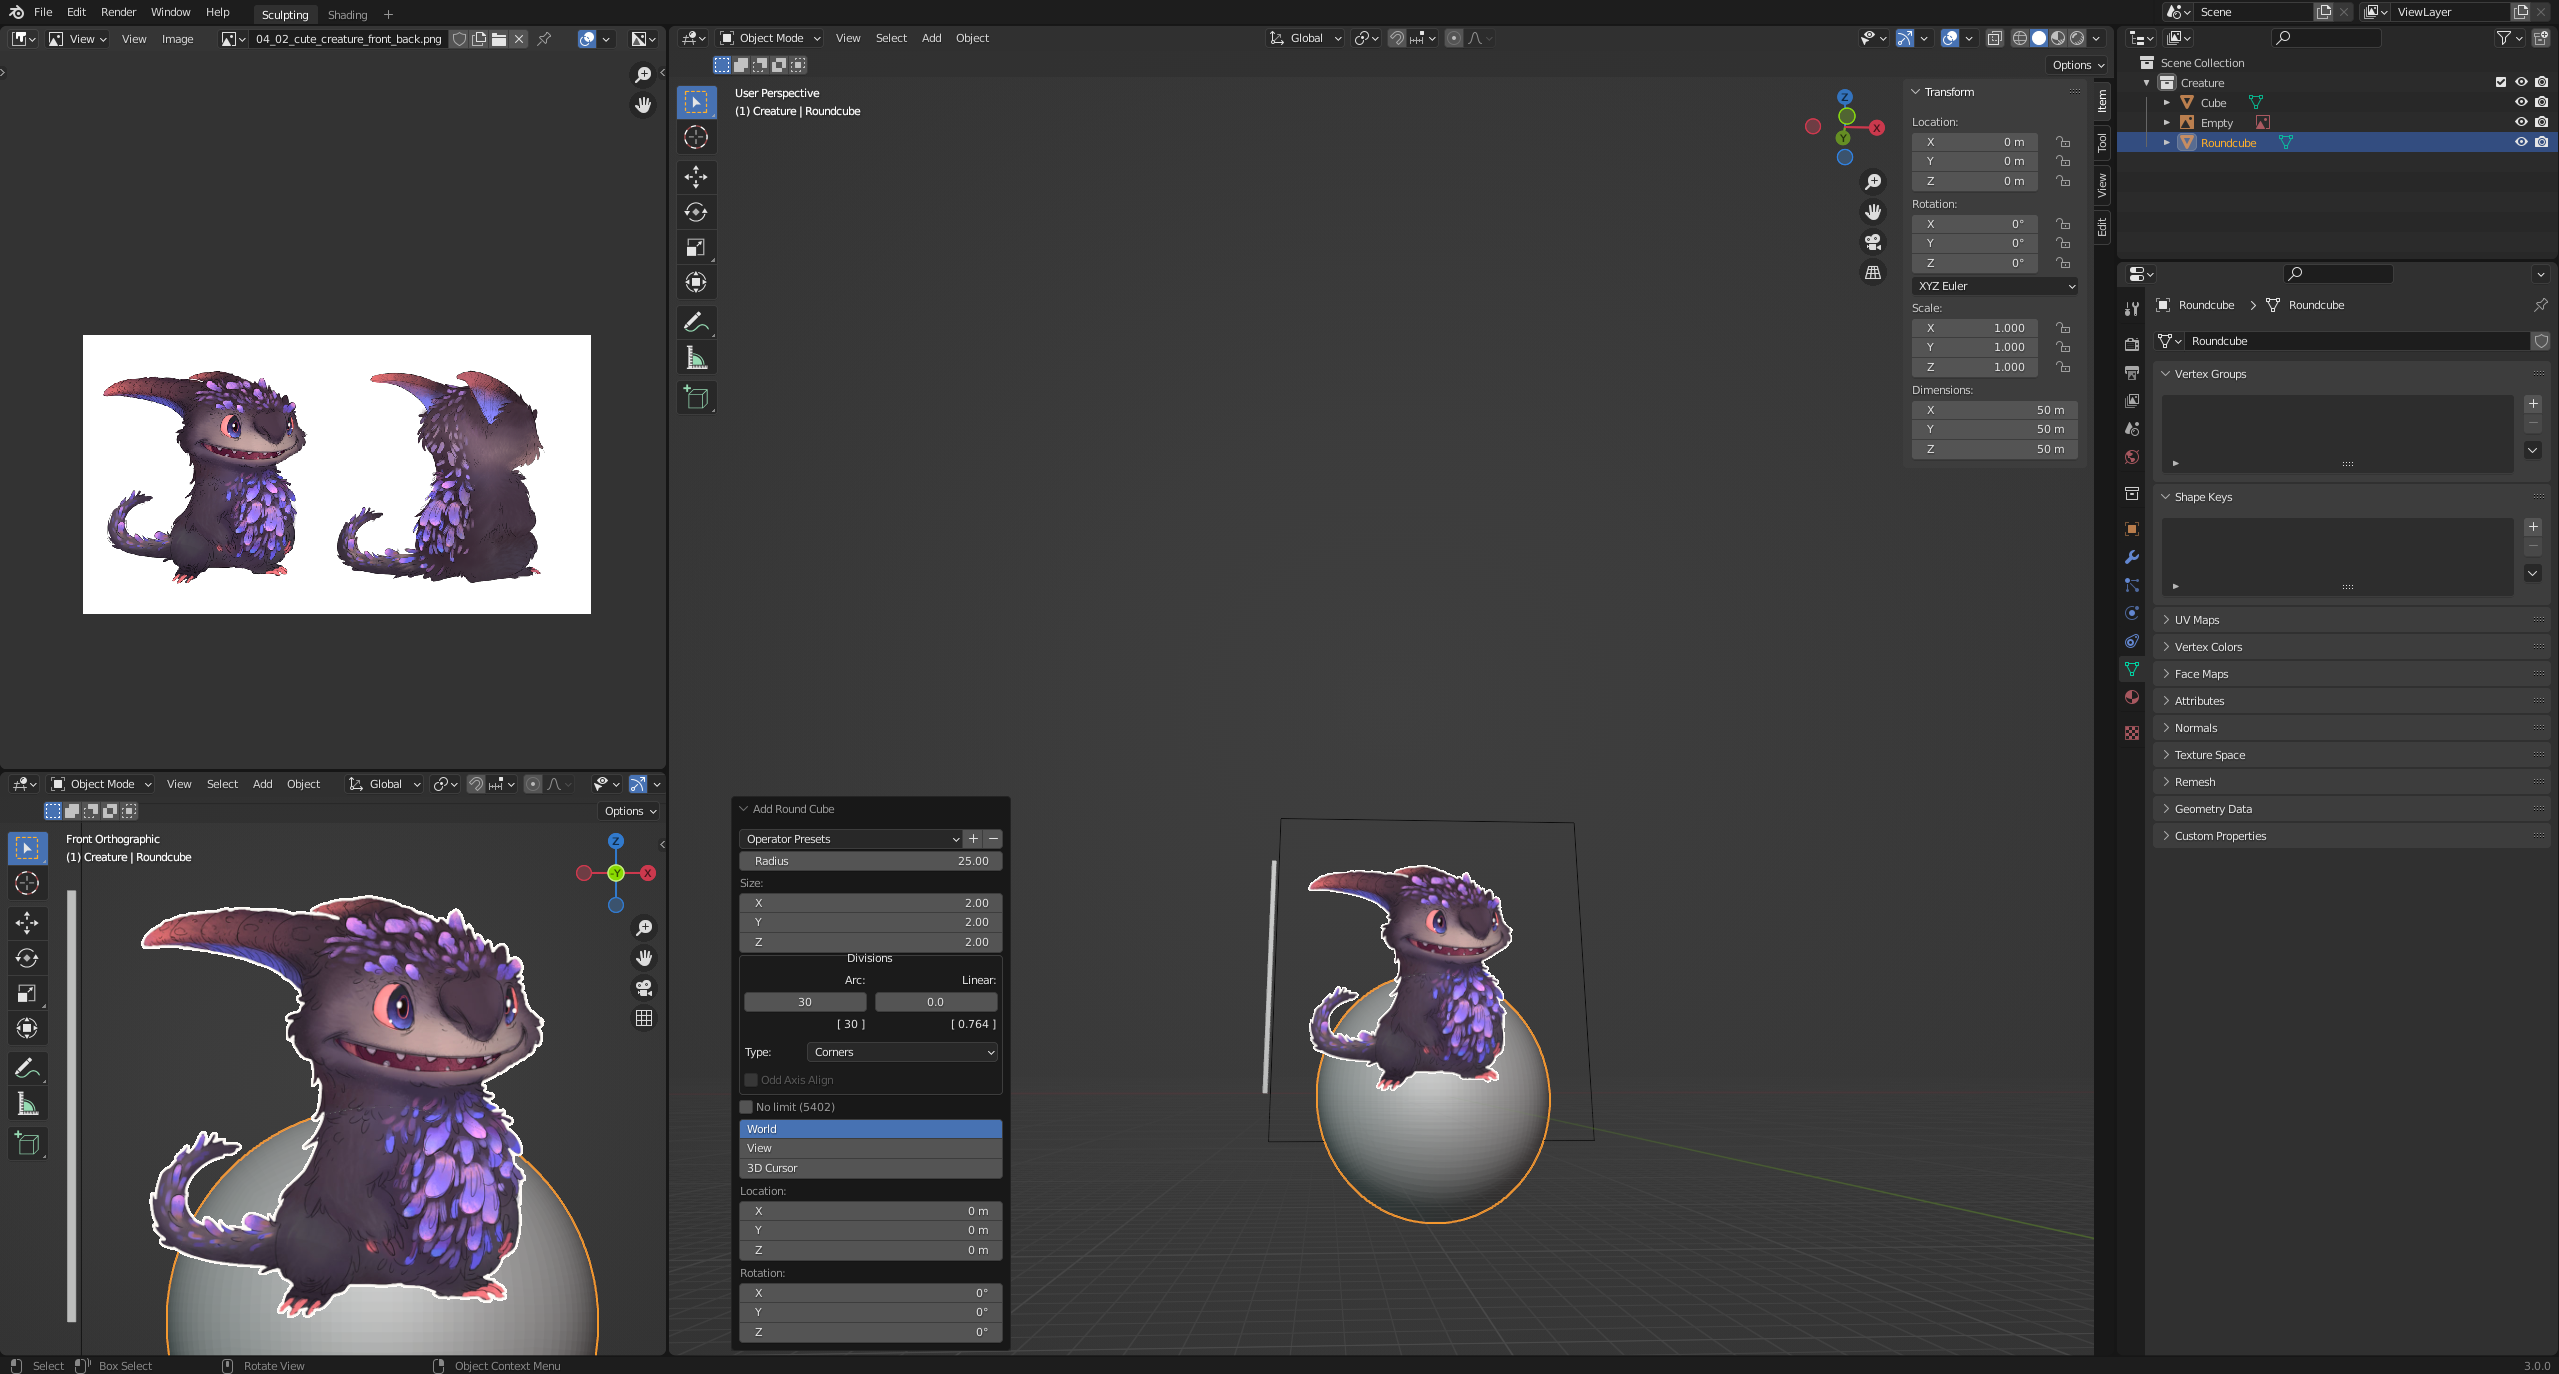 File Edit Render Window Help Sculpting Shading + Scene ViewLayer
View View Image 04_02_cute_creature_front_back.png
Object Mode View Select Add Object Global
Options
User Perspective
(1) Creature | Roundcube
Z
X
Y
Transform
Location:
X 0 m
Y 0 m
Z 0 m
Rotation:
X 0°
Y 0°
Z 0°
XYZ Euler
Scale:
X 1.000
Y 1.000
Z 1.000
Dimensions:
X 50 m
Y 50 m
Z 50 m
Item
Tool
View
Edit
Scene Collection
Creature
Cube
Empty
Roundcube
Roundcube > Roundcube
Roundcube
Vertex Groups
Shape Keys
UV Maps
Vertex Colors
Face Maps
Attributes
Normals
Texture Space
Remesh
Geometry Data
Custom Properties
Object Mode View Select Add Object Global
Options
Front Orthographic
(1) Creature | Roundcube
Z
-Y X
Add Round Cube
Operator Presets + −
Radius 25.00
Size:
X 2.00
Y 2.00
Z 2.00
Divisions
Arc: Linear:
30 0.0
[ 30 ] [ 0.764 ]
Type: Corners
Odd Axis Align
No limit (5402)
World
View
3D Cursor
Location:
X 0 m
Y 0 m
Z 0 m
Rotation:
X 0°
Y 0°
Z 0°
Select Box Select Rotate View Object Context Menu 3.0.0